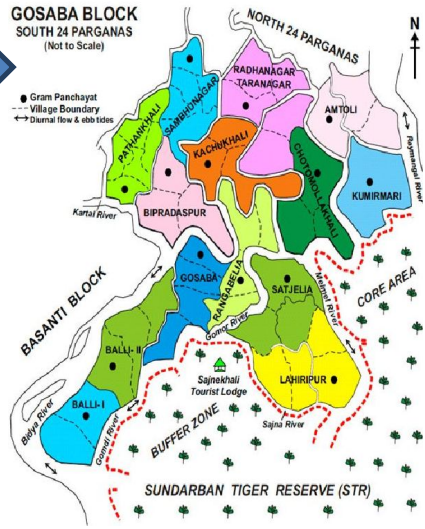 GOSABA BLOCK
SOUTH 24 PARGANAS
(Not to Scale)
NORTH 24 PARGANAS
N
Gram Panchayat
Village Boundary
Diurnal flow & ebb tides
PATHANKHALI
SAMBHONAGAR
RADHANAGAR
TARANAGAR
AMTOLI
Raymangal River
KACHUKHALI
CHOTOMOLLAKHALI
KUMIRMARI
Kartal River
BIPRADASPUR
BASANTI BLOCK
GOSABA
RANGABELIA
SATJELIA
Melmel River
CORE AREA
Gomor River
BALLI- II
Sajnekhali
Tourist Lodge
LAHIRIPUR
BALLI- I
Bidya River
Gomdi River
BUFFER ZONE
Sajna River
SUNDARBAN TIGER RESERVE (STR)